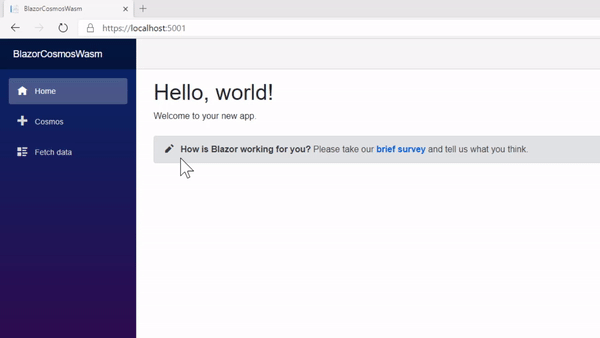 BlazorCosmosWasm
https://localhost:5001
BlazorCosmosWasm
Home
Cosmos
Fetch data
Hello, world!
Welcome to your new app.
How is Blazor working for you? Please take our brief survey and tell us what you think.